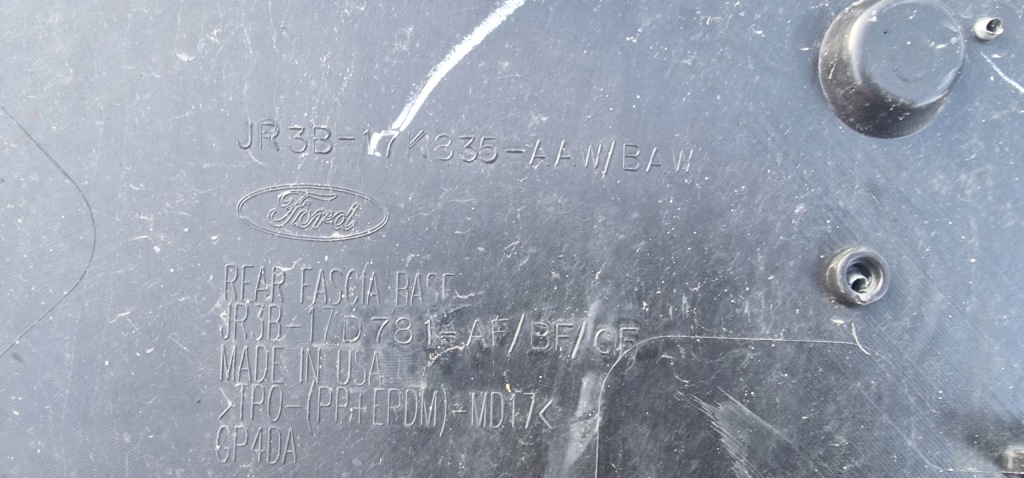 JR3B-17K835-AAW/BAW
Ford
REAR FASCIA BASE
JR3B-17D781-AF/BF/CF
MADE IN USA
>TPO-(PP+EPDM)-MD17<
GP4DA